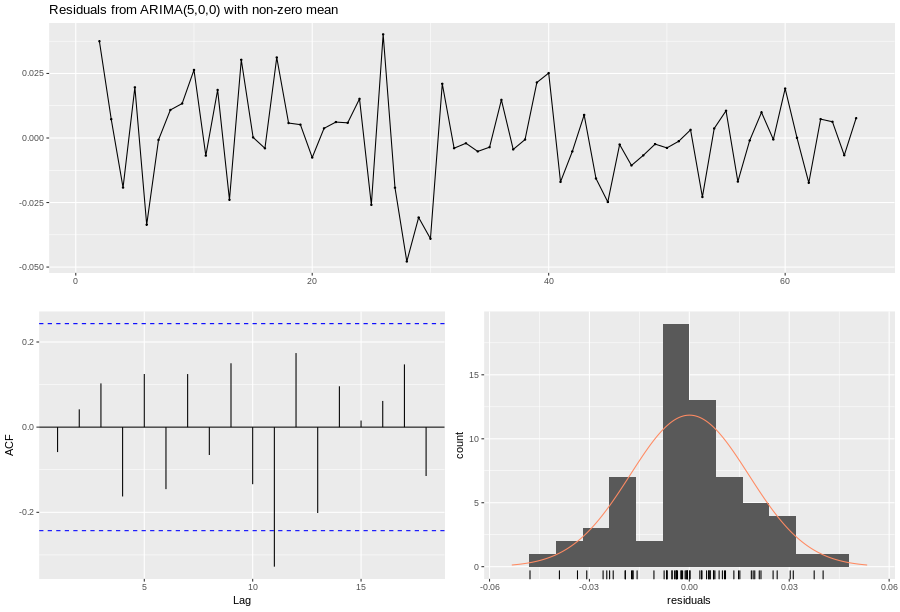 Residuals from ARIMA(5,0,0) with non-zero mean
0.025
0.000
-0.025
-0.050
0 20 40 60
ACF
0.2
0.0
-0.2
5 10 15
Lag
count
15
10
5
0
-0.06 -0.03 0.00 0.03 0.06
residuals